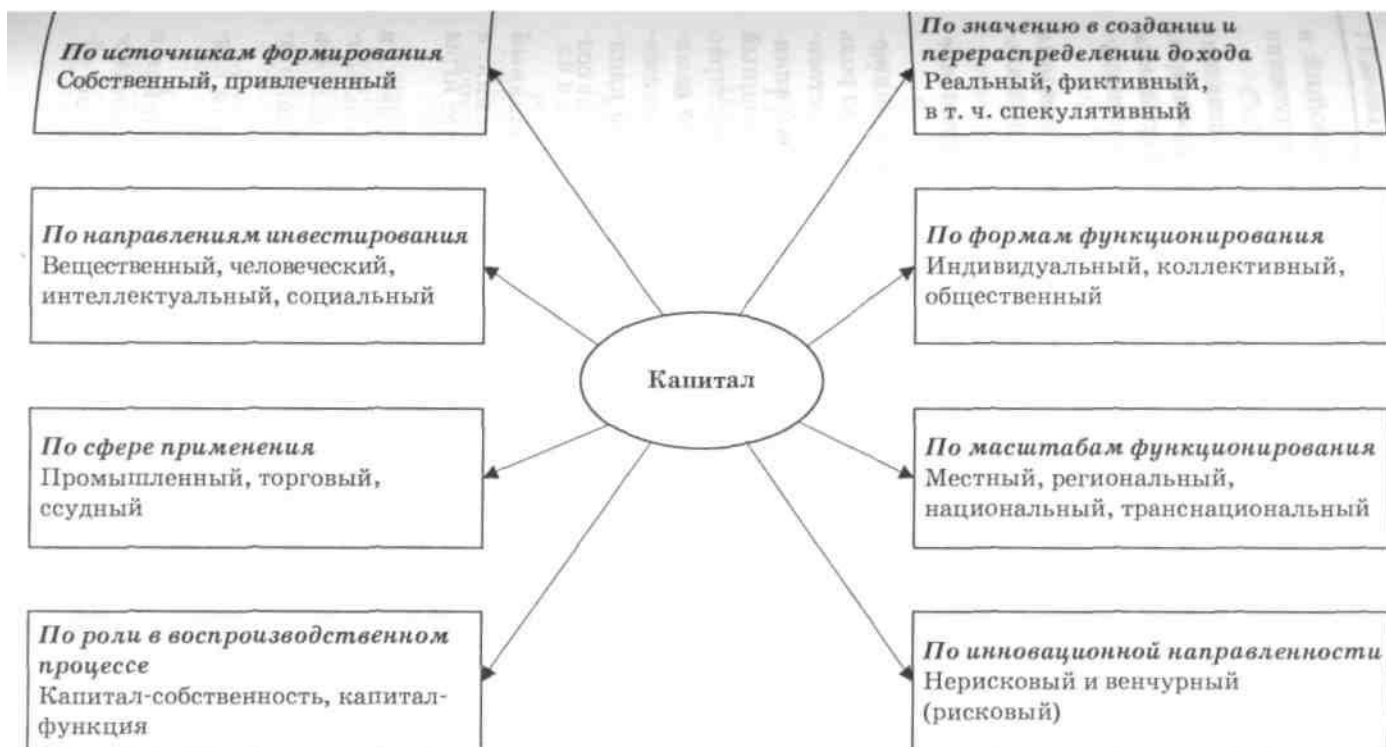 По источникам формирования
Собственный, привлеченный
По значению в создании и
перераспределении дохода
Реальный, фиктивный,
в т. ч. спекулятивный
По направлениям инвестирования
Вещественный, человеческий,
интеллектуальный, социальный
По формам функционирования
Индивидуальный, коллективный,
общественный
Капитал
По сфере применения
Промышленный, торговый,
ссудный
По масштабам функционирования
Местный, региональный,
национальный, транснациональный
По роли в воспроизводственном
процессе
Капитал-собственность, капитал-
функция
По инновационной направленности
Нерисковый и венчурный
(рисковый)